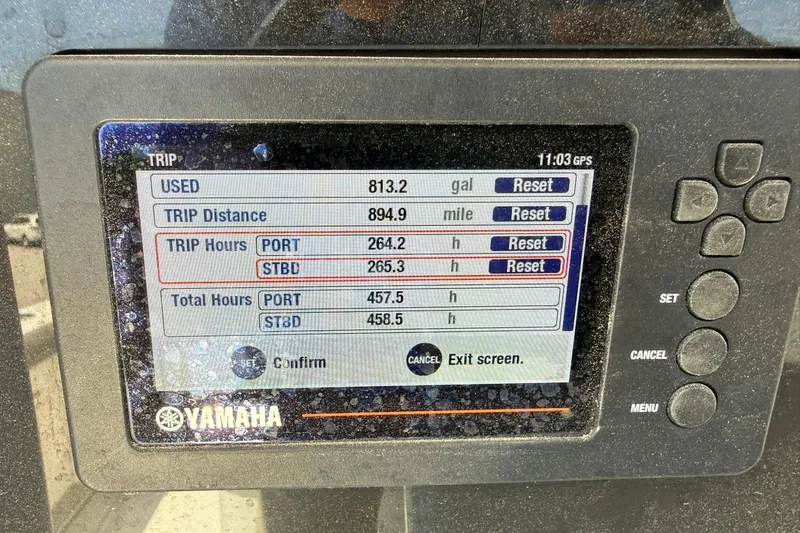 TRIP 11:03 GPS
USED 813.2 gal Reset
TRIP Distance 894.9 mile Reset
TRIP Hours PORT 264.2 h Reset
STBD 265.3 h Reset
Total Hours PORT 457.5 h
STBD 458.5 h
SET Confirm CANCEL Exit screen.
YAMAHA
SET
CANCEL
MENU